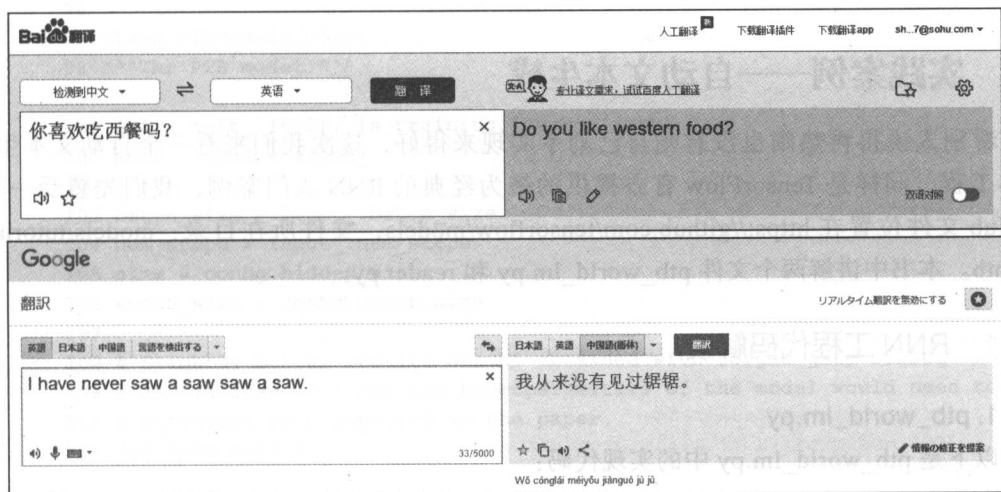 Bai 翻译
人工翻译 下载翻译插件 下载翻译app sh...7@sohu.com
检测到中文 英语 翻 译 专业译文需求,试试百度人工翻译
你喜欢吃西餐吗? × Do you like western food?
双语对照
Google
翻訳
リアルタイム翻訳を無効にする
英語 日本語 中国語 言語を検出する 日本語 英語 中国語(簡体) 翻訳
I have never saw a saw saw a saw. × 我从来没有见过锯锯。
33/5000 情報の修正を提案
Wǒ cónglái méiyǒu jiànguò jù jù.